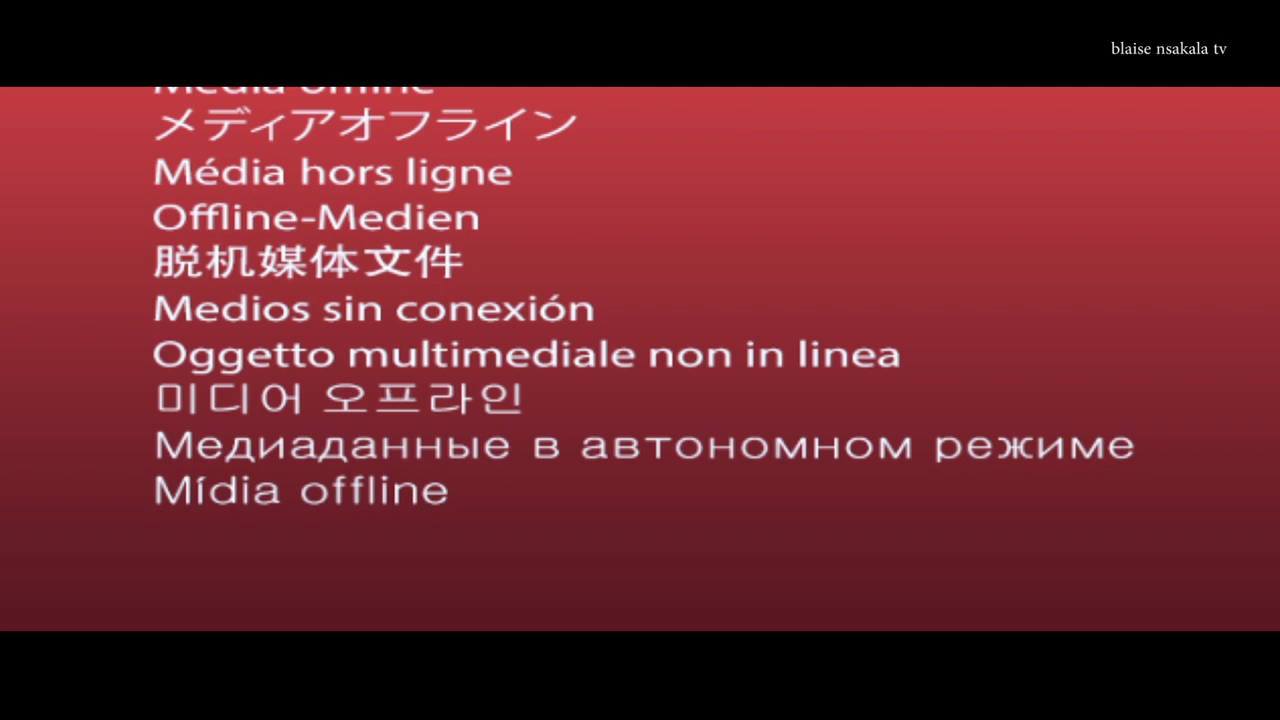 blaise nsakala tv
Media offline
メディアオフライン
Média hors ligne
Offline-Medien
脱机媒体文件
Medios sin conexión
Oggetto multimediale non in linea
미디어 오프라인
Медиаданные в автономном режиме
Mídia offline